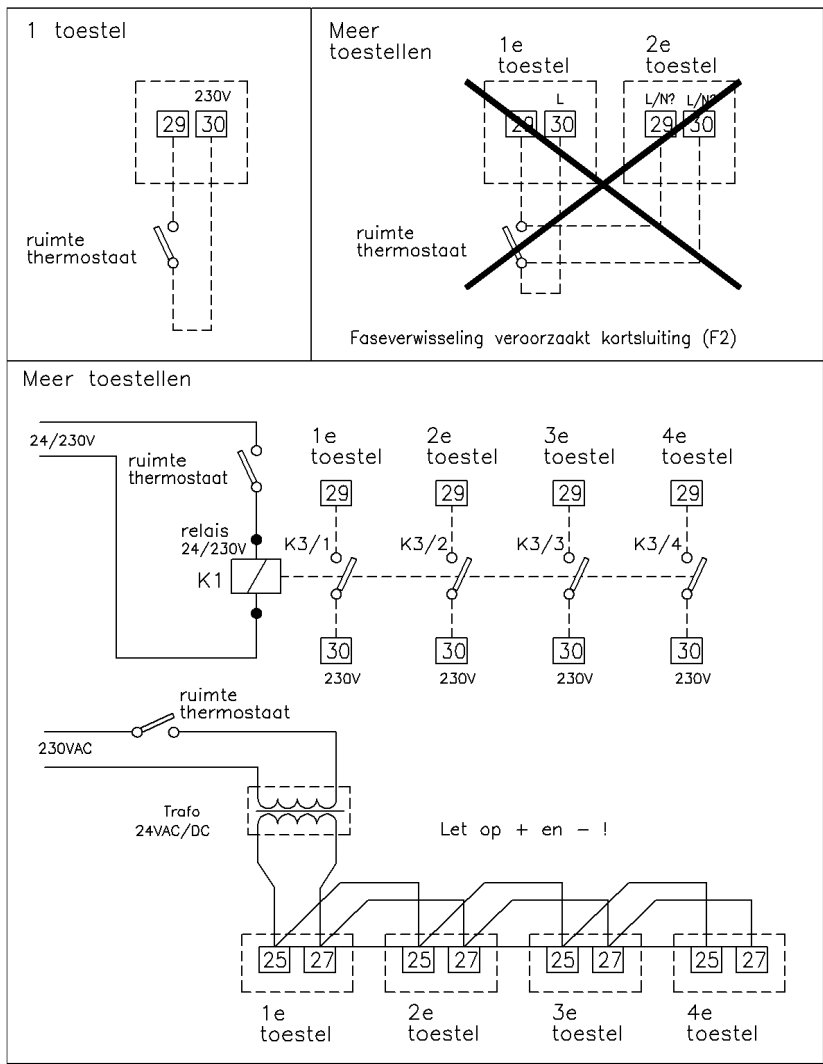 1 toestel
230V
29 30
ruimte
thermostaat
Meer
toestellen
1e
toestel
2e
toestel
L
L/N? L/N?
29 30
29 30
ruimte
thermostaat
Faseverwisseling veroorzaakt kortsluiting (F2)
Meer toestellen
24/230V
ruimte
thermostaat
relais
24/230V
K1
1e
toestel
2e
toestel
3e
toestel
4e
toestel
29 29 29 29
K3/1 K3/2 K3/3 K3/4
30 30 30 30
230V 230V 230V 230V
ruimte
thermostaat
230VAC
Trafo
24VAC/DC
Let op + en - !
25 27 25 27 25 27 25 27
1e
toestel
2e
toestel
3e
toestel
4e
toestel